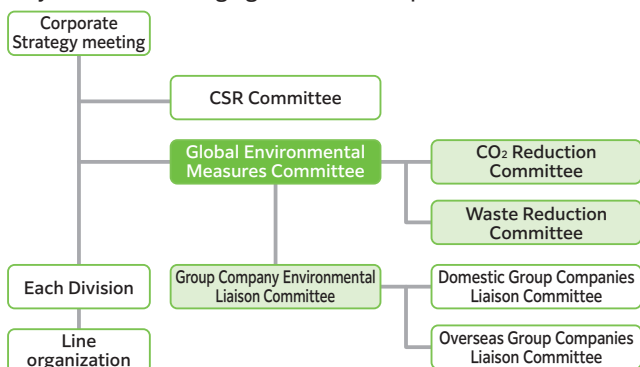 Corporate
Strategy meeting
CSR Committee
Global Environmental
Measures Committee
CO₂ Reduction
Committee
Waste Reduction
Committee
Each Division
Group Company Environmental
Liaison Committee
Domestic Group Companies
Liaison Committee
Line
organization
Overseas Group Companies
Liaison Committee